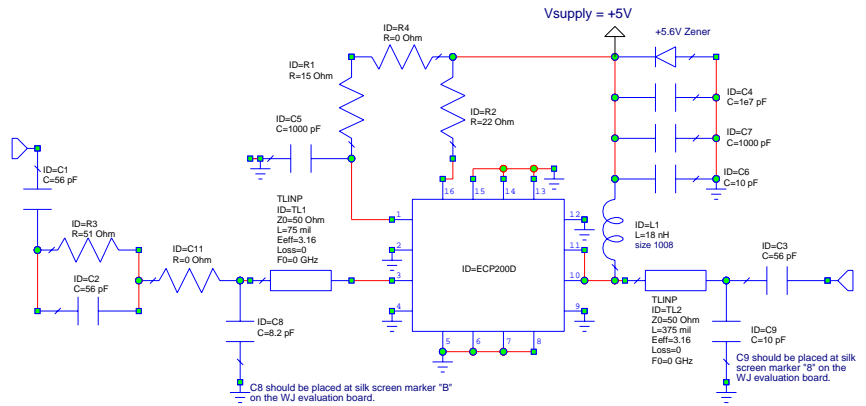 Vsupply = +5V
ID=R4
R=0 Ohm
+5.6V Zener
ID=R1
R=15 Ohm
ID=C4
C=1e7 pF
ID=R2
R=22 Ohm
ID=C5
C=1000 pF
ID=C7
C=1000 pF
ID=C6
C=10 pF
ID=C1
C=56 pF
16
15
14
13
1
2
3
4
12
11
10
9
5
6
7
8
ID=ECP200D
ID=L1
L=18 nH
size 1008
ID=R3
R=51 Ohm
ID=C2
C=56 pF
ID=C11
R=0 Ohm
TLINP
ID=TL1
Z0=50 Ohm
L=75 mil
Eeff=3.16
Loss=0
F0=0 GHz
ID=C3
C=56 pF
TLINP
ID=TL2
Z0=50 Ohm
L=375 mil
Eeff=3.16
Loss=0
F0=0 GHz
ID=C8
C=8.2 pF
ID=C9
C=10 pF
C8 should be placed at silk screen marker "B"
on the WJ evaluation board.
C9 should be placed at silk
screen marker "8" on the
WJ evaluation board.